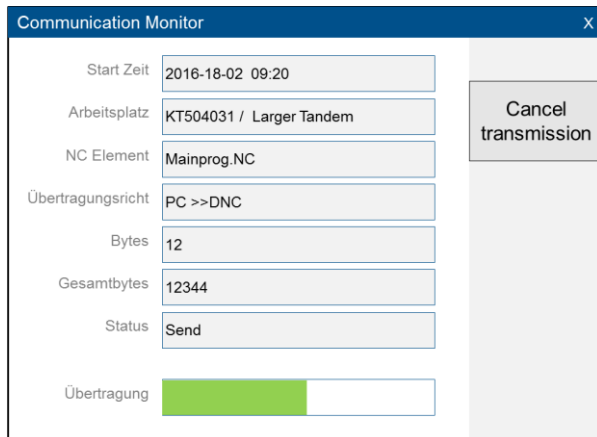 Communication Monitor X
Start Zeit 2016-18-02 09:20
Arbeitsplatz KT504031 / Larger Tandem
Cancel
transmission
NC Element Mainprog.NC
Übertragungsricht PC >>DNC
Bytes 12
Gesamtbytes 12344
Status Send
Übertragung